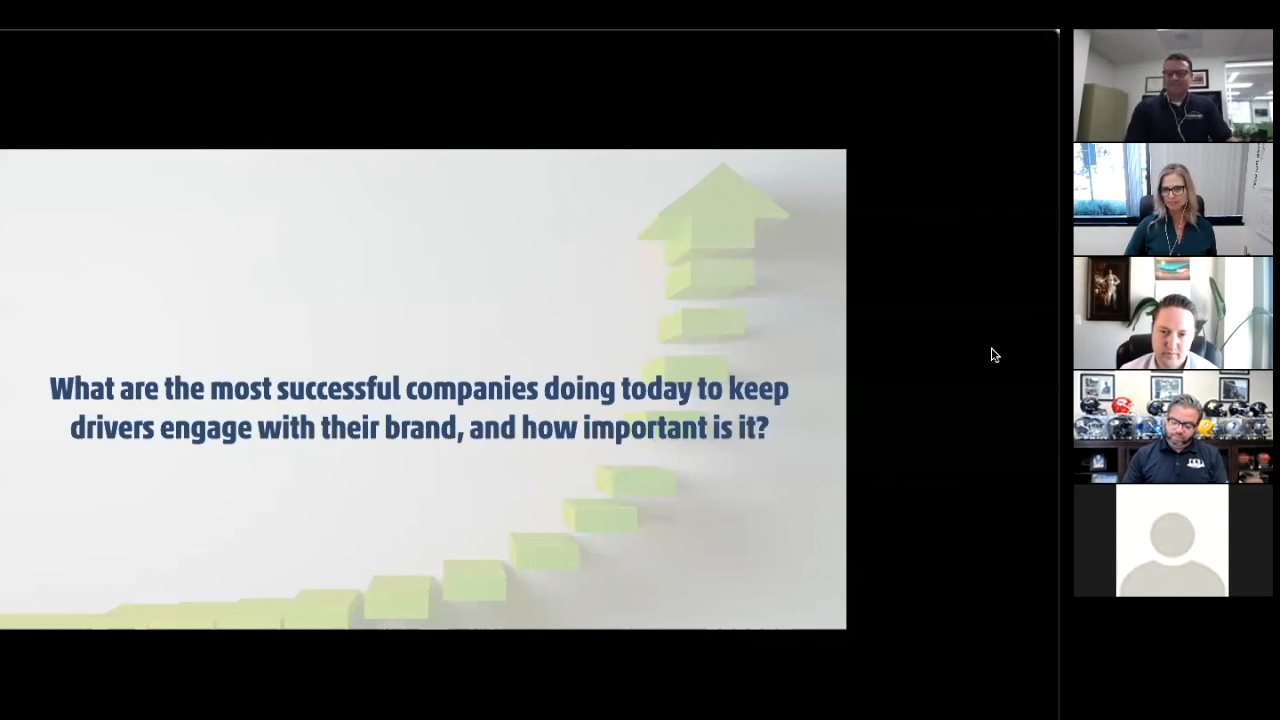 What are the most successful companies doing today to keep
drivers engage with their brand, and how important is it?